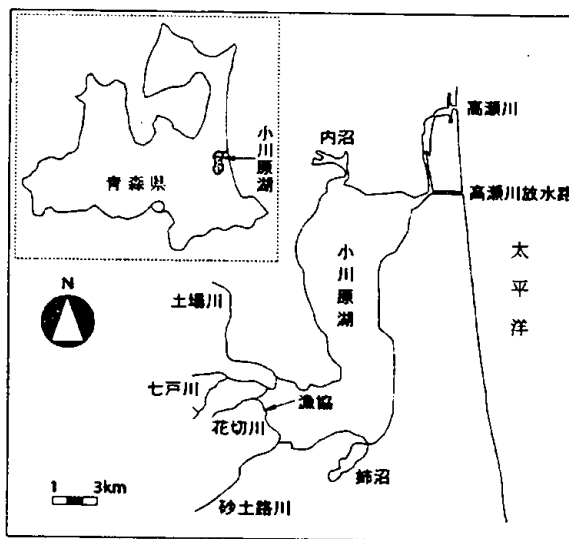 青森県
小川原湖
内沼
高瀬川
高瀬川放水路
小川原湖
太平洋
N
土場川
七戸川
漁協
花切川
姉沼
砂土路川
1 3km